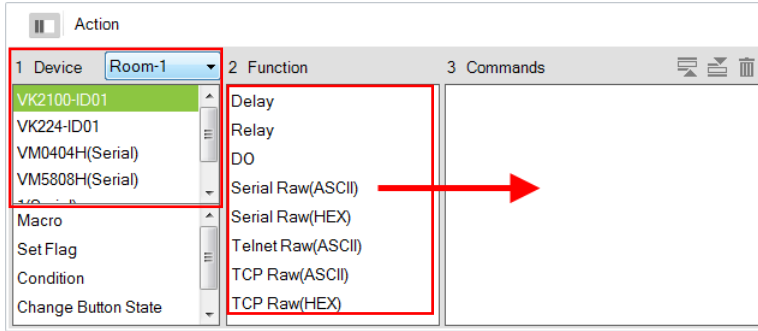 Action
1 Device Room-1 2 Function 3 Commands
VK2100-ID01
VK224-ID01
VM0404H(Serial)
VM5808H(Serial)
Macro
Set Flag
Condition
Change Button State
Delay
Relay
DO
Serial Raw(ASCII)
Serial Raw(HEX)
Telnet Raw(ASCII)
TCP Raw(ASCII)
TCP Raw(HEX)